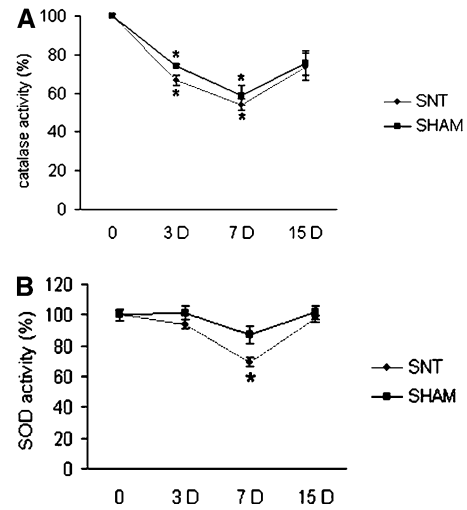 A
catalase activity (%)
100
80
60
40
20
0
*
*
*
*
0 3 D 7 D 15 D
SNT
SHAM
B
SOD activity (%)
120
100
80
60
40
20
0
*
0 3 D 7 D 15 D
SNT
SHAM